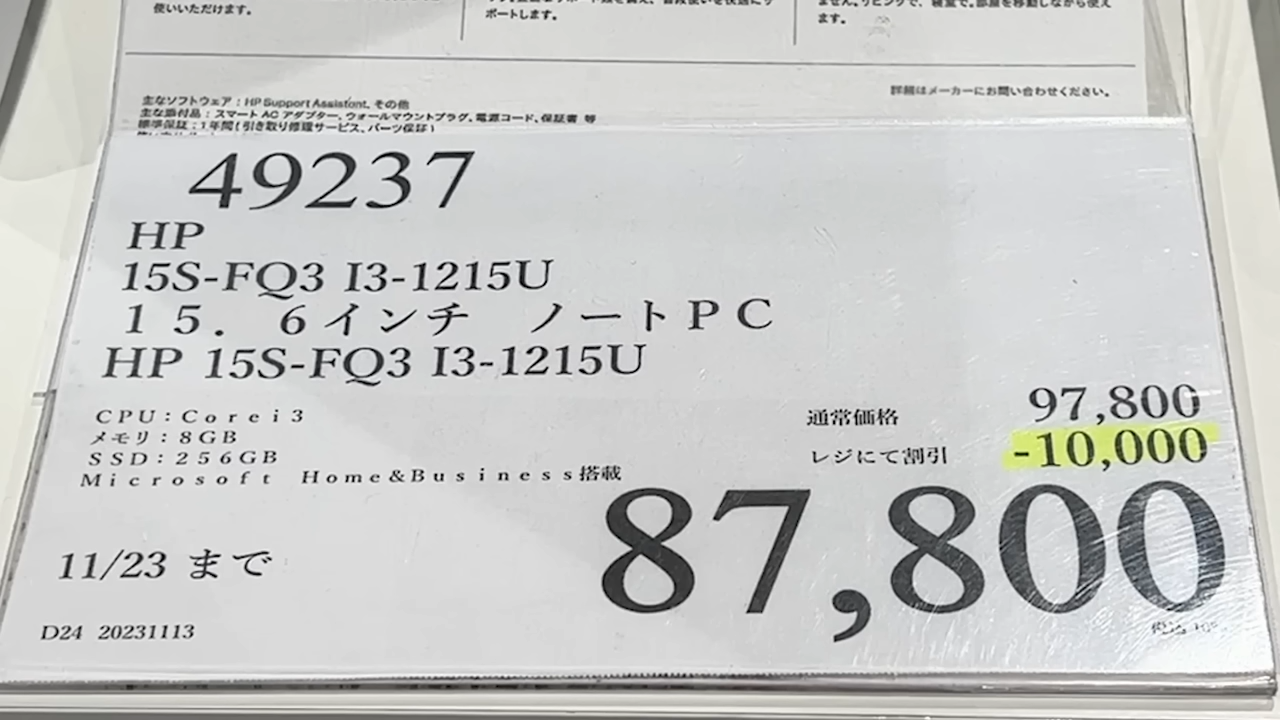 使いただけます。
ポートします。
ません。リビングで、寝室で。部屋を移動しながら使え
ます。
主なソフトウェア：HP Support Assistant、その他
主な添付品：スマート AC アダプター、ウォールマウントプラグ、電源コード、保証書 等
標準保証：1年間（引き取り修理サービス、パーツ保証）
詳細はメーカーにお問い合わせください。
49237
HP
15S-FQ3 I3-1215U
１５．６インチ　ノートＰＣ
HP 15S-FQ3 I3-1215U
ＣＰＵ：Ｃｏｒｅｉ３
メモリ：８GB
ＳＳＤ：２５６GB
Ｍｉｃｒｏｓｏｆｔ　Ｈｏｍｅ＆Ｂｕｓｉｎｅｓｓ搭載
通常価格 97,800
レジにて割引 -10,000
87,800
11/23 まで
D24 20231113